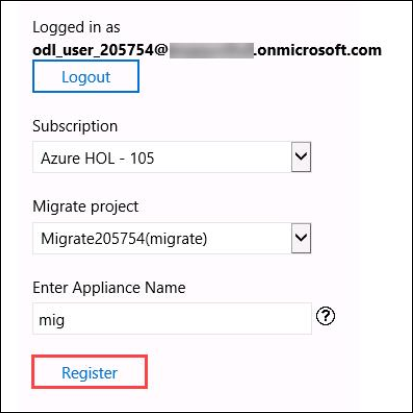 Logged in as
odl_user_205754@ .onmicrosoft.com
Logout
Subscription
Azure HOL - 105
Migrate project
Migrate205754(migrate)
Enter Appliance Name
mig
?
Register